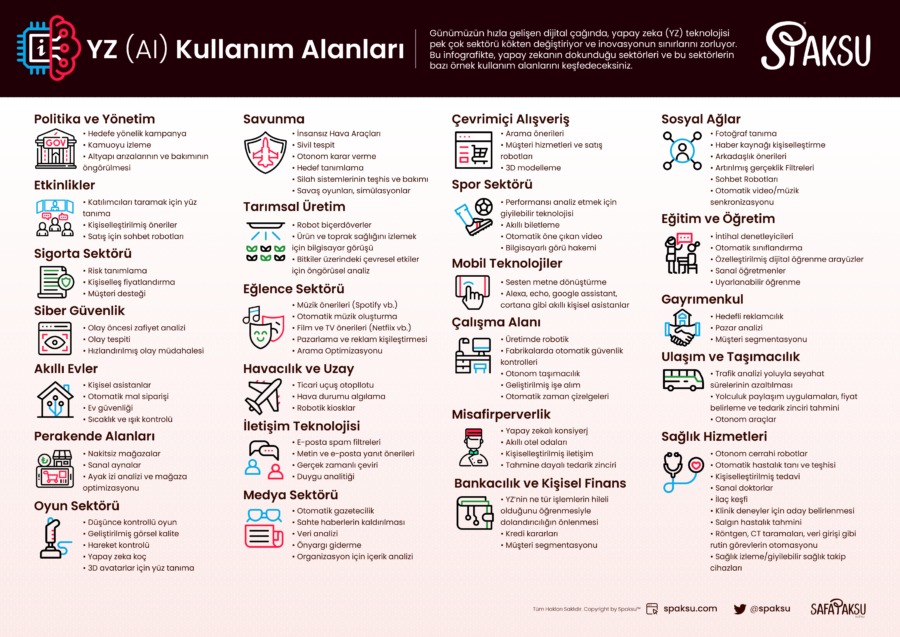 YZ (AI) Kullanım Alanları
Günümüzün hızla gelişen dijital çağında, yapay zeka (YZ) teknolojisi
pek çok sektörü kökten değiştiriyor ve inovasyonun sınırlarını zorluyor.
Bu infografikte, yapay zekanın dokunduğu sektörleri ve bu sektörlerin
bazı örnek kullanım alanlarını keşfedeceksiniz.
SPAKSU
Politika ve Yönetim
GOV
• Hedefe yönelik kampanya
• Kamuoyu izleme
• Altyapı arızalarının ve bakımının
öngörülmesi
Etkinlikler
• Katılımcıları taramak için yüz
tanıma
• Kişiselleştirilmiş öneriler
• Satış için sohbet robotları
Sigorta Sektörü
• Risk tanımlama
• Kişiselleş fiyatlandırma
• Müşteri desteği
Siber Güvenlik
• Olay öncesi zafiyet analizi
• Olay tespiti
• Hızlandırılmış olay müdahalesi
Akıllı Evler
• Kişisel asistanlar
• Otomatik mal siparişi
• Ev güvenliği
• Sıcaklık ve ışık kontrolü
Perakende Alanları
• Nakitsiz mağazalar
• Sanal aynalar
• Ayak izi analizi ve mağaza
optimizasyonu
Oyun Sektörü
• Düşünce kontrollü oyun
• Geliştirilmiş görsel kalite
• Hareket kontrolü
• Yapay zeka koç
• 3D avatarlar için yüz tanıma
Savunma
• İnsansız Hava Araçları
• Sivil tespit
• Otonom karar verme
• Hedef tanımlama
• Silah sistemlerinin teşhis ve bakımı
• Savaş oyunları, simülasyonlar
Tarımsal Üretim
• Robot biçerdöverler
• Ürün ve toprak sağlığını izlemek
için bilgisayar görüşü
• Bitkiler üzerindeki çevresel etkiler
için öngörüsel analiz
Eğlence Sektörü
• Müzik önerileri (Spotify vb.)
• Otomatik müzik oluşturma
• Film ve TV önerileri (Netflix vb.)
• Pazarlama ve reklam kişileştirmesi
• Arama Optimizasyonu
Havacılık ve Uzay
• Ticari uçuş otopilotu
• Hava durumu algılama
• Robotik kiosklar
İletişim Teknolojisi
• E-posta spam filtreleri
• Metin ve e-posta yanıt önerileri
• Gerçek zamanlı çeviri
• Duygu analitiği
Medya Sektörü
• Otomatik gazetecilik
• Sahte haberlerin kaldırılması
• Veri analizi
• Önyargı giderme
• Organizasyon için içerik analizi
Çevrimiçi Alışveriş
• Arama önerileri
• Müşteri hizmetleri ve satış
robotları
• 3D modelleme
Spor Sektörü
• Performansı analiz etmek için
giyilebilir teknolojisi
• Akıllı biletleme
• Otomatik öne çıkan video
• Bilgisayarlı görü hakemi
Mobil Teknolojiler
• Sesten metne dönüştürme
• Alexa, echo, google assistant,
cortana gibi akıllı kişisel asistanlar
Çalışma Alanı
• Üretimde robotik
• Fabrikalarda otomatik güvenlik
kontrolleri
• Otonom taşımacılık
• Geliştirilmiş işe alım
• Otomatik zaman çizelgeleri
Misafirperverlik
• Yapay zekalı konsiyerj
• Akıllı otel odaları
• Kişiselleştirilmiş iletişim
• Tahmine dayalı tedarik zinciri
Bankacılık ve Kişisel Finans
• YZ'nin ne tür işlemlerin hileli
olduğunu öğrenmesiyle
dolandırıcılığın önlenmesi
• Kredi kararları
• Müşteri segmentasyonu
Sosyal Ağlar
• Fotoğraf tanıma
• Haber kaynağı kişiselleştirme
• Arkadaşlık önerileri
• Artırılmış gerçeklik Filtreleri
• Sohbet Robotları
• Otomatik video/müzik
senkronizasyonu
Eğitim ve Öğretim
• İntihal denetleyicileri
• Otomatik sınıflandırma
• Özelleştirilmiş dijital öğrenme arayüzler
• Sanal öğretmenler
• Uyarlanabilir öğrenme
Gayrımenkul
• Hedefli reklamcılık
• Pazar analizi
• Müşteri segmentasyonu
Ulaşım ve Taşımacılık
• Trafik analizi yoluyla seyahat
sürelerinin azaltılması
• Yolculuk paylaşım uygulamaları, fiyat
belirleme ve tedarik zinciri tahmini
• Otonom araçlar
Sağlık Hizmetleri
• Otonom cerrahi robotlar
• Otomatik hastalık tanı ve teşhisi
• Kişiselleştirilmiş tedavi
• Sanal doktorlar
• İlaç keşfi
• Klinik deneyler için aday belirlenmesi
• Salgın hastalık tahmini
• Röntgen, CT taramaları, veri girişi gibi
rutin görevlerin otomasyonu
• Sağlık izleme/giyilebilir sağlık takip
cihazları
Tüm Hakları Saklıdır. Copyright by Spaksu™
spaksu.com
@spaksu
SAFA AKSU